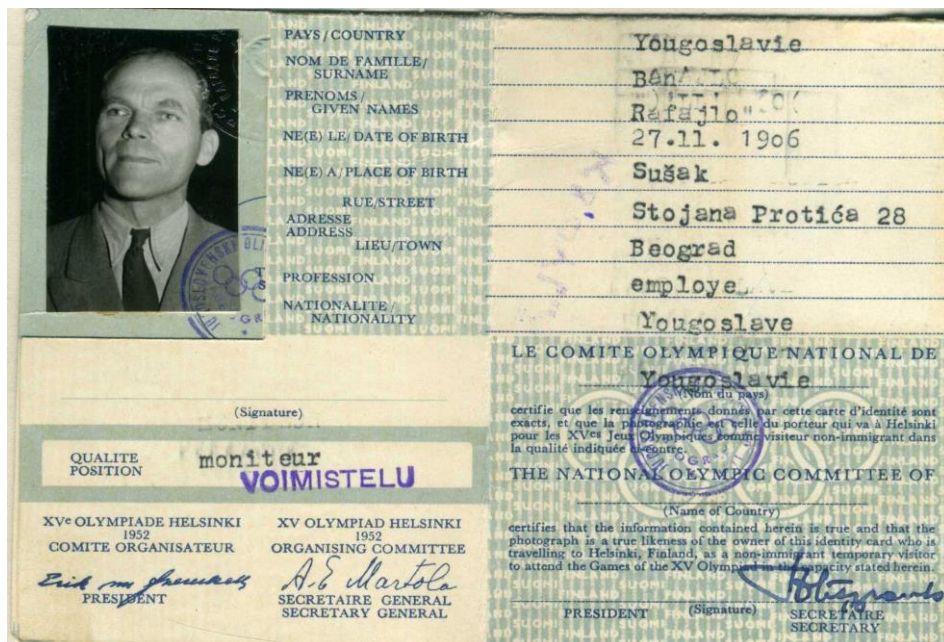 PAYS / COUNTRY
Yougoslavie
NOM DE FAMILLE /
SURNAME
Ban
PRENOMS /
GIVEN NAMES
Rafajlo
NE(E) LE / DATE OF BIRTH
27.11. 1906
NE(E) A / PLACE OF BIRTH
Sušak
RUE/STREET
Stojana Protića 28
ADRESSE
ADDRESS
LIEU/TOWN
Beograd
PROFESSION
employe
NATIONALITE /
NATIONALITY
Yougoslave
(Signature)
QUALITE
POSITION
moniteur
VOIMISTELU
XVe OLYMPIADE HELSINKI
1952
COMITE ORGANISATEUR
PRESIDENT
XV OLYMPIAD HELSINKI
1952
ORGANISING COMMITTEE
A. E. Martola
SECRETAIRE GENERAL
SECRETARY GENERAL
LE COMITE OLYMPIQUE NATIONAL DE
Yougoslavie
(Nom du pays)
certifie que les renseignements donnés par cette carte d'identité sont
exacts, et que la photographie est celle du porteur qui va à Helsinki
pour les XVes Jeux Olympiques comme visiteur non-immigrant dans
la qualité indiquée ci-contre.
THE NATIONAL OLYMPIC COMMITTEE OF
(Name of Country)
certifies that the information contained herein is true and that the
photograph is a true likeness of the owner of this identity card who is
travelling to Helsinki, Finland, as a non-immigrant temporary visitor
to attend the Games of the XV Olympiad in the capacity stated herein.
PRESIDENT
(Signature)
SECRETAIRE
SECRETARY